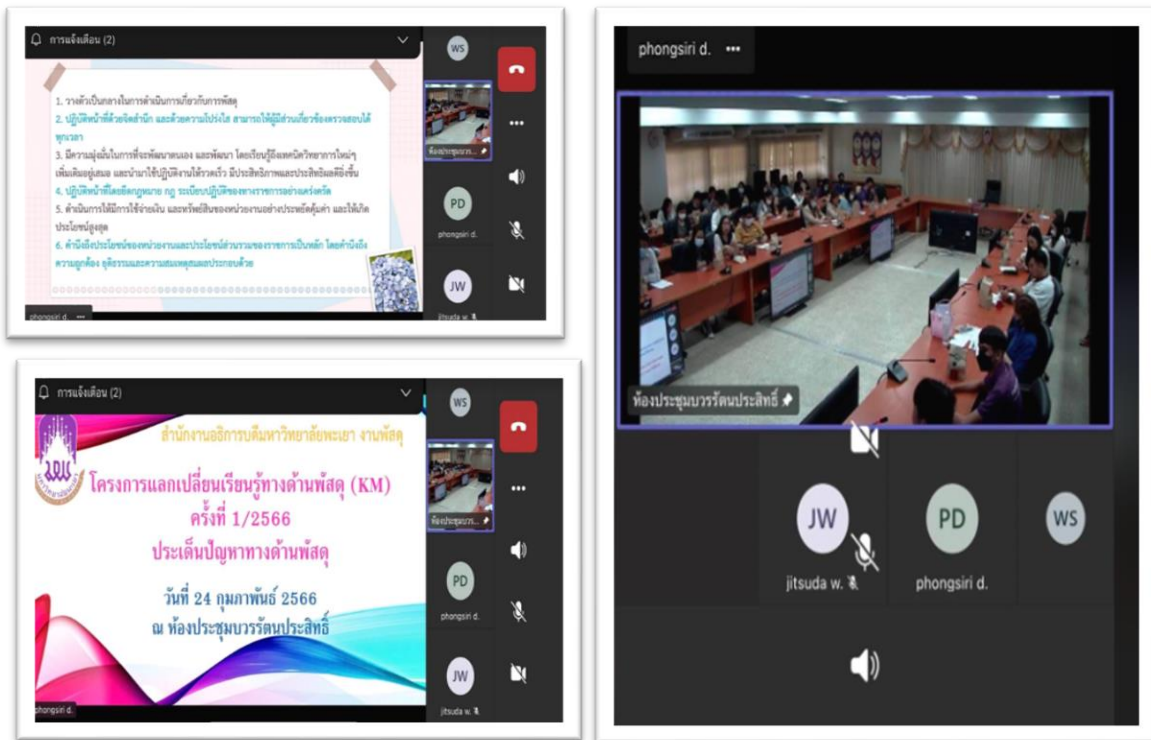 การแจ้งเตือน (2)
1. วางตัวเป็นกลางในการดำเนินการเกี่ยวกับการพัสดุ
2. ปฏิบัติหน้าที่ด้วยจิตสำนึก และด้วยความโปร่งใส สามารถให้ผู้มีส่วนเกี่ยวข้องตรวจสอบได้
ทุกเวลา
3. มีความมุ่งมั่นในการที่จะพัฒนาตนเอง และพัฒนา โดยเรียนรู้ถึงเทคนิควิทยาการใหม่ๆ
เพิ่มเติมอยู่เสมอ และนำมาใช้ปฏิบัติงานให้รวดเร็ว มีประสิทธิภาพและประสิทธิผลดียิ่งขึ้น
4. ปฏิบัติหน้าที่โดยยึดกฎหมาย กฎ ระเบียบปฏิบัติของทางราชการอย่างเคร่งครัด
5. ดำเนินการให้มีการใช้จ่ายเงิน และทรัพย์สินของหน่วยงานอย่างประหยัดคุ้มค่า และให้เกิด
ประโยชน์สูงสุด
6. คำนึงถึงประโยชน์ของหน่วยงานและประโยชน์ส่วนรวมของราชการเป็นหลัก โดยคำนึงถึง
ความถูกต้อง ยุติธรรมและความสมเหตุสมผลประกอบด้วย
phongsiri d.
WS
ห้องประชุมบวร...
PD
phongsiri d.
JW
jitsuda w.
การแจ้งเตือน (2)
สำนักงานอธิการบดีมหาวิทยาลัยพะเยา งานพัสดุ
โครงการแลกเปลี่ยนเรียนรู้ทางด้านพัสดุ (KM)
ครั้งที่ 1/2566
ประเด็นปัญหาทางด้านพัสดุ
วันที่ 24 กุมภาพันธ์ 2566
ณ ห้องประชุมบวรรัตนประสิทธิ์
phongsiri d.
WS
ห้องประชุมบวร...
PD
phongsiri d.
JW
jitsuda w.
phongsiri d.
ห้องประชุมบวรรัตนประสิทธิ์
JW
PD
WS
jitsuda w.
phongsiri d.